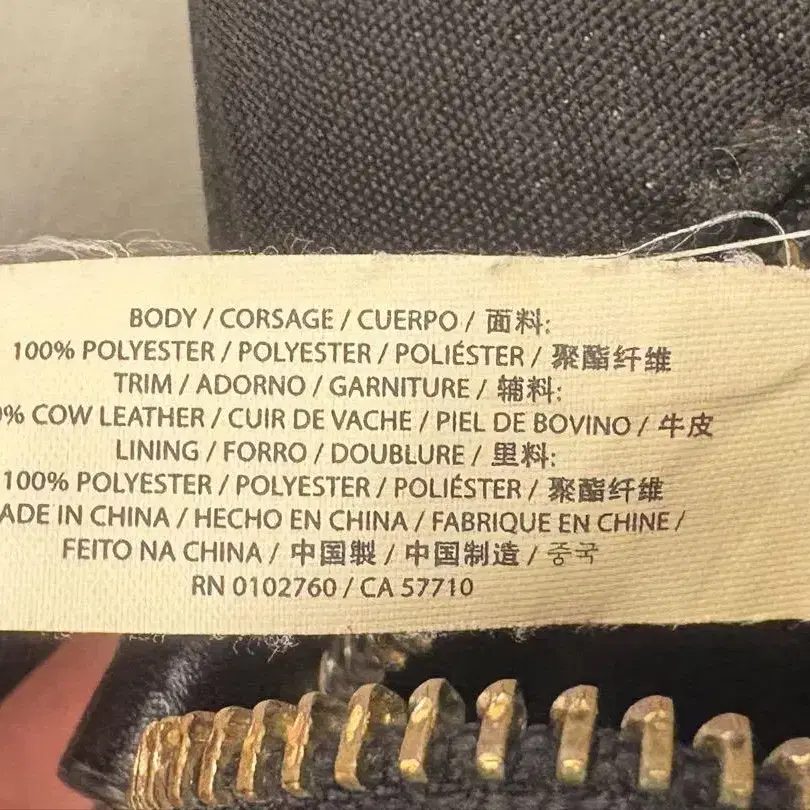 BODY / CORSAGE / CUERPO / 面料:
100% POLYESTER / POLYESTER / POLIÉSTER / 聚酯纤维
TRIM / ADORNO / GARNITURE / 辅料:
0% COW LEATHER / CUIR DE VACHE / PIEL DE BOVINO / 牛皮
LINING / FORRO / DOUBLURE / 里料:
100% POLYESTER / POLYESTER / POLIÉSTER / 聚酯纤维
ADE IN CHINA / HECHO EN CHINA / FABRIQUE EN CHINE /
FEITO NA CHINA / 中国製 / 中国制造 / 중국
RN 0102760 / CA 57710